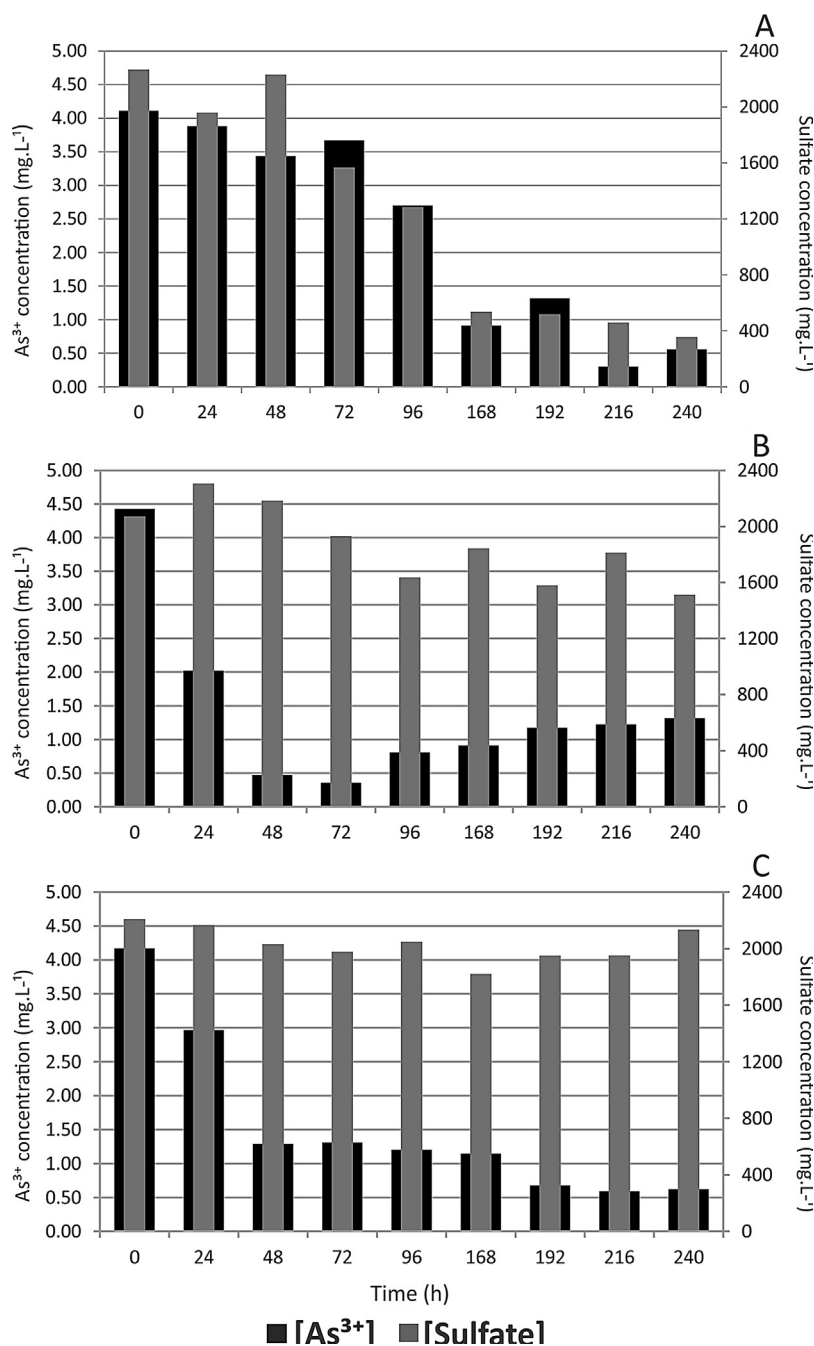 A
5.00 2400
4.50
4.00 2000
3.50
3.00 1600
2.50 1200
2.00
1.50 800
1.00
0.50 400
0.00 0
As³⁺ concentration (mg.L-¹)
Sulfate concentration (mg.L-¹)
0 24 48 72 96 168 192 216 240
B
5.00 2400
4.50
4.00 2000
3.50
3.00 1600
2.50 1200
2.00
1.50 800
1.00
0.50 400
0.00 0
As³⁺ concentration (mg.L-¹)
Sulfate concentration (mg.L-¹)
0 24 48 72 96 168 192 216 240
C
5.00 2400
4.50
4.00 2000
3.50
3.00 1600
2.50 1200
2.00
1.50 800
1.00
0.50 400
0.00 0
As³⁺ concentration (mg.L-¹)
Sulfate concentration (mg.L-¹)
0 24 48 72 96 168 192 216 240
Time (h)
[As³⁺] [Sulfate]